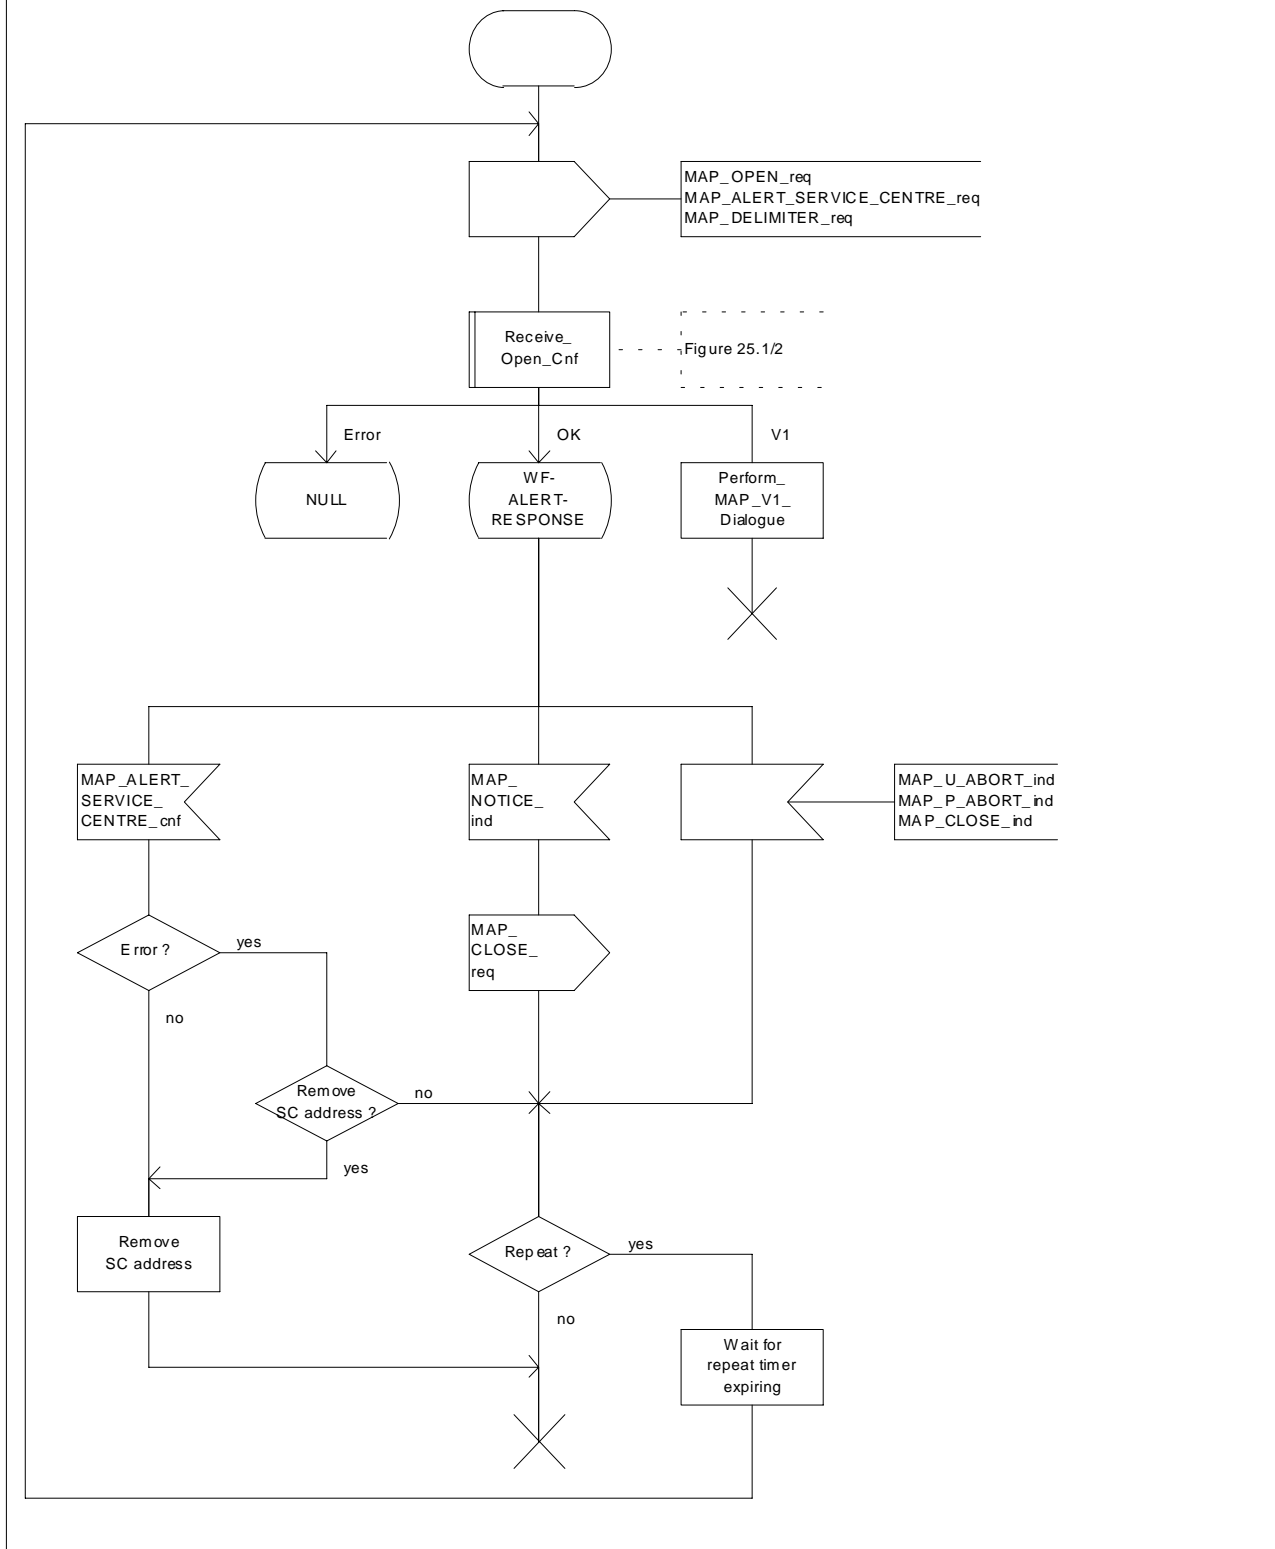 MAP_OPEN_req
MAP_ALERT_SERVICE_CENTRE_req
MAP_DELIMITER_req
Receive_
Open_Cnf
Figure 25.1/2
Error
OK
V1
NULL
WF-
ALERT-
RESPONSE
Perform_
MAP_V1_
Dialogue
MAP_ALERT_
SERVICE_
CENTRE_cnf
MAP_
NOTICE_
ind
MAP_U_ABORT_ind
MAP_P_ABORT_ind
MAP_CLOSE_ind
Error ?
yes
MAP_
CLOSE_
req
no
Remove
SC address ?
no
yes
Remove
SC address
Repeat ?
yes
no
Wait for
repeat timer
expiring